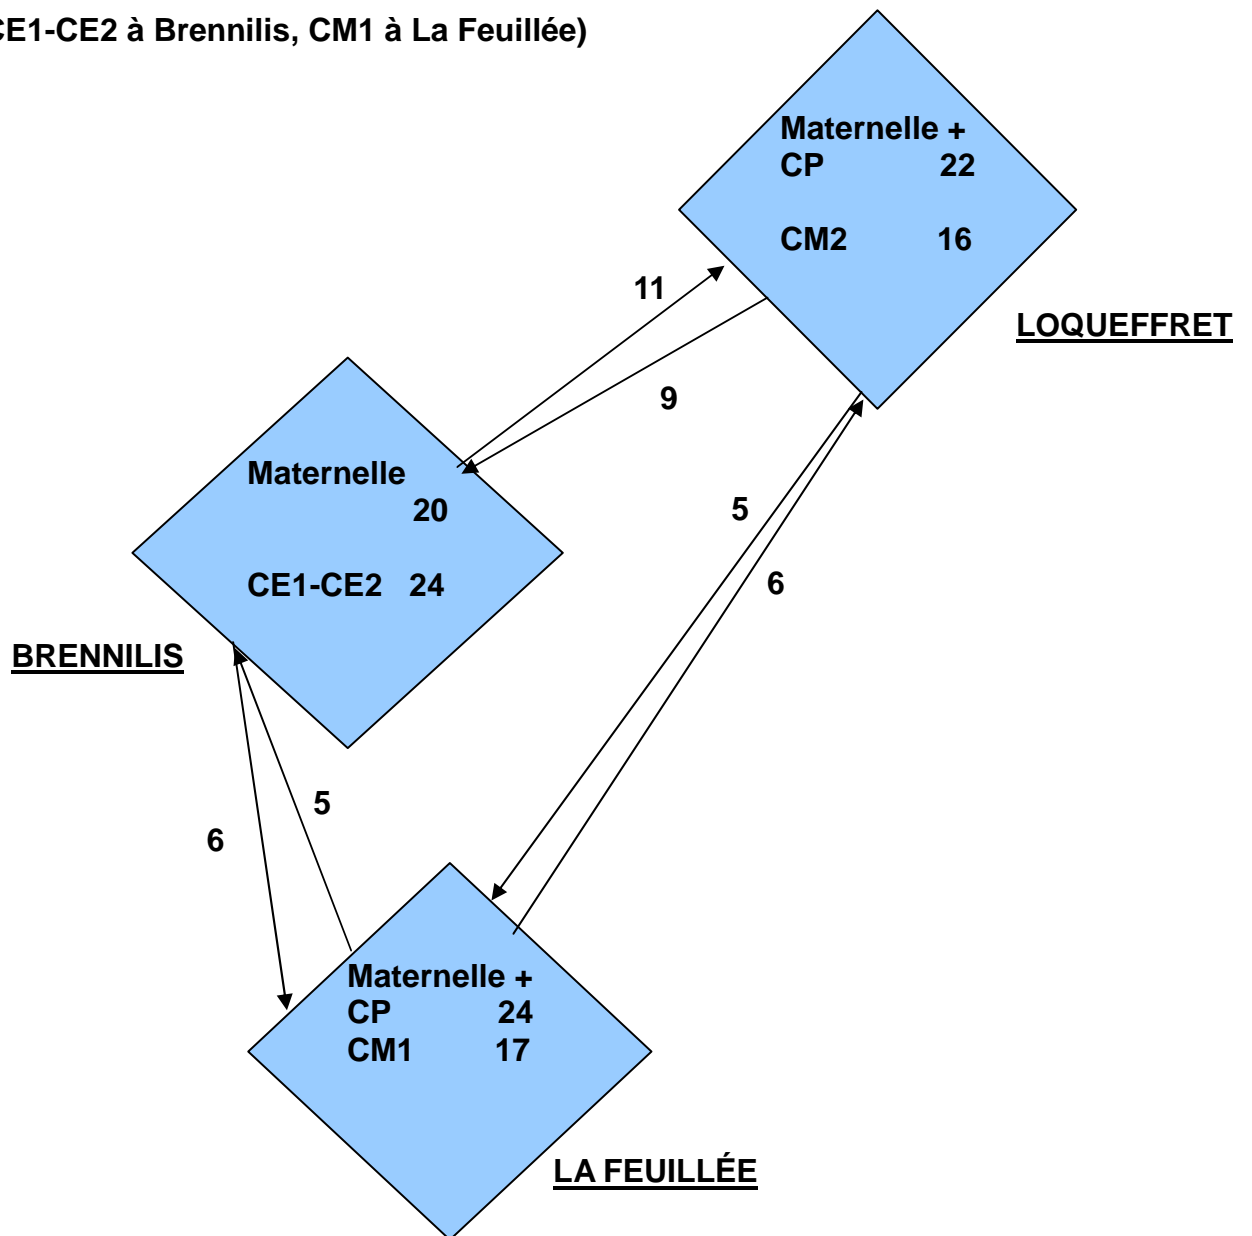 CE1-CE2 à Brennilis, CM1 à La Feuillée)
Maternelle +
CP 22
CM2 16
LOQUEFFRET
11
9
Maternelle
20
CE1-CE2 24
BRENNILIS
5
6
5
6
Maternelle +
CP 24
CM1 17
LA FEUILLÉE